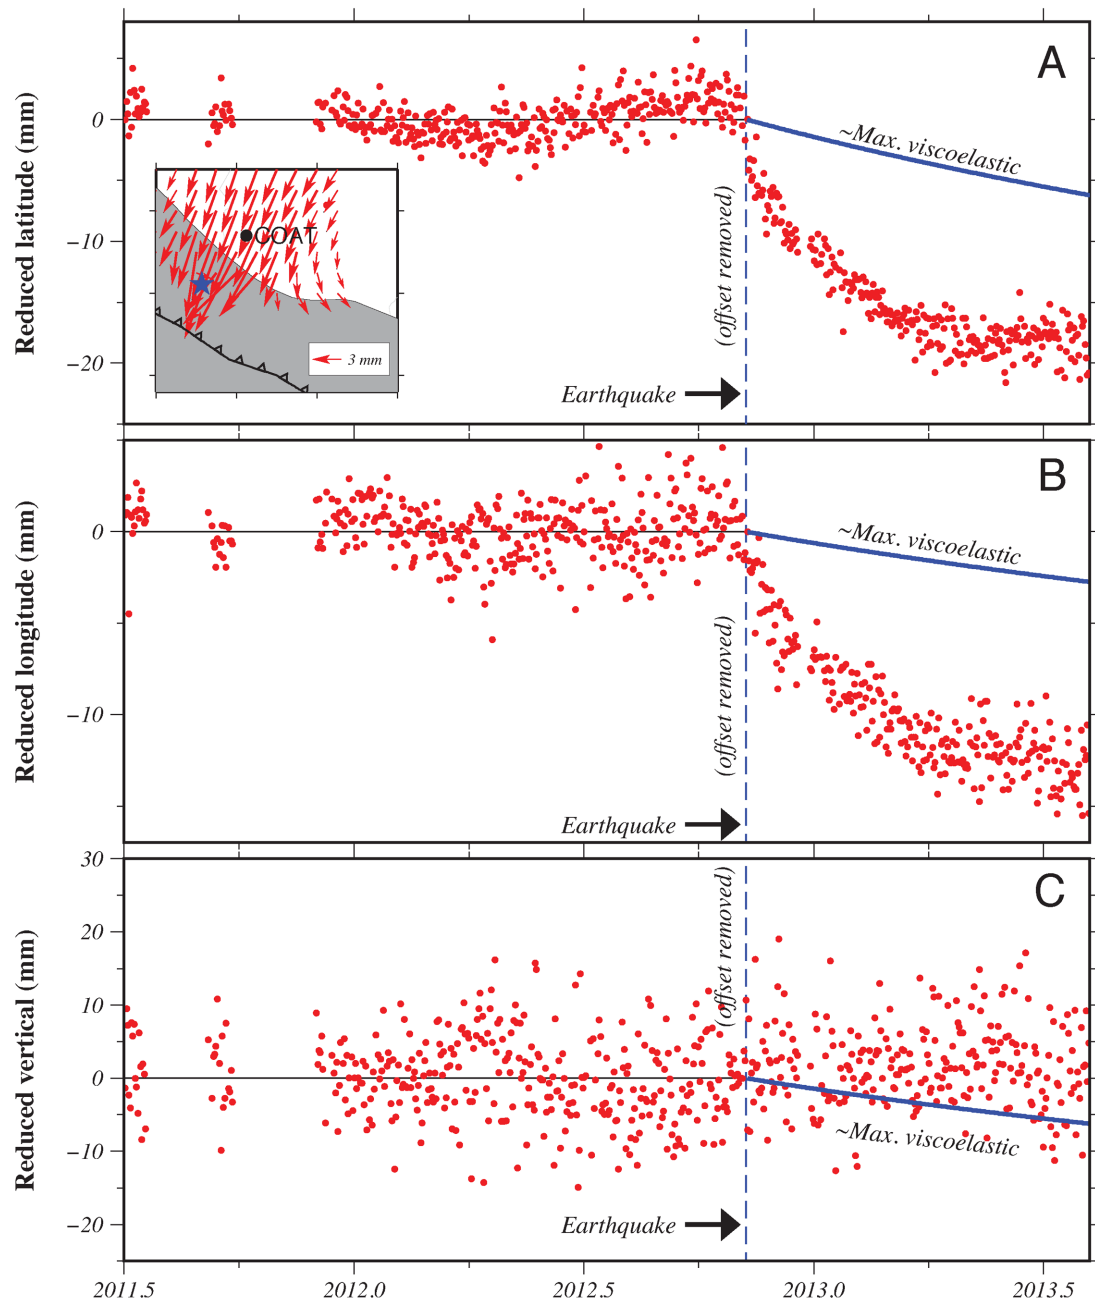 A
Reduced latitude (mm)
0
−10
−20
~Max. viscoelastic
(offset removed)
COAT
3 mm
Earthquake
B
Reduced longitude (mm)
0
−10
~Max. viscoelastic
(offset removed)
Earthquake
C
Reduced vertical (mm)
30
20
10
0
−10
−20
(offset removed)
~Max. viscoelastic
Earthquake
2011.5 2012.0 2012.5 2013.0 2013.5